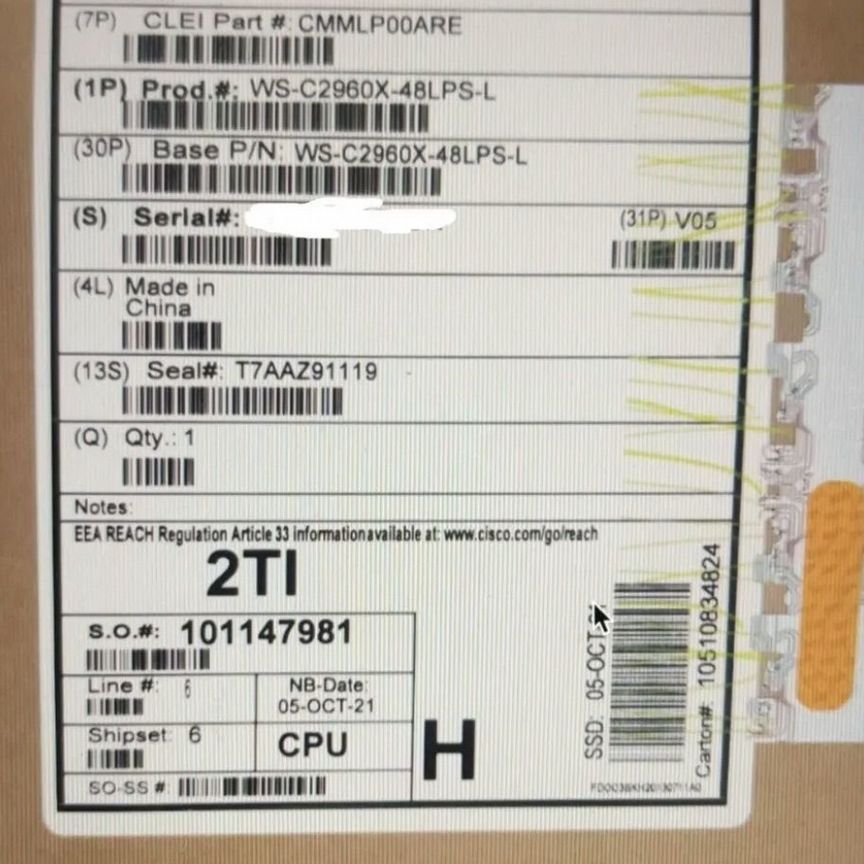 (7P) CLEI Part #: CMMLP00ARE
(1P) Prod.#: WS-C2960X-48LPS-L
(30P) Base P/N: WS-C2960X-48LPS-L
(S) Serial#:
(31P) V05
(4L) Made in
China
(13S) Seal#: T7AAZ91119
(Q) Qty.: 1
Notes:
EEA REACH Regulation Article 33 information available at: www.cisco.com/go/reach
2TI
S.O.#: 101147981
Line #: 6
NB-Date:
05-OCT-21
Shipset: 6
CPU
SO-SS #:
H
SSD: 05-OCT
Carton#: 10510834824